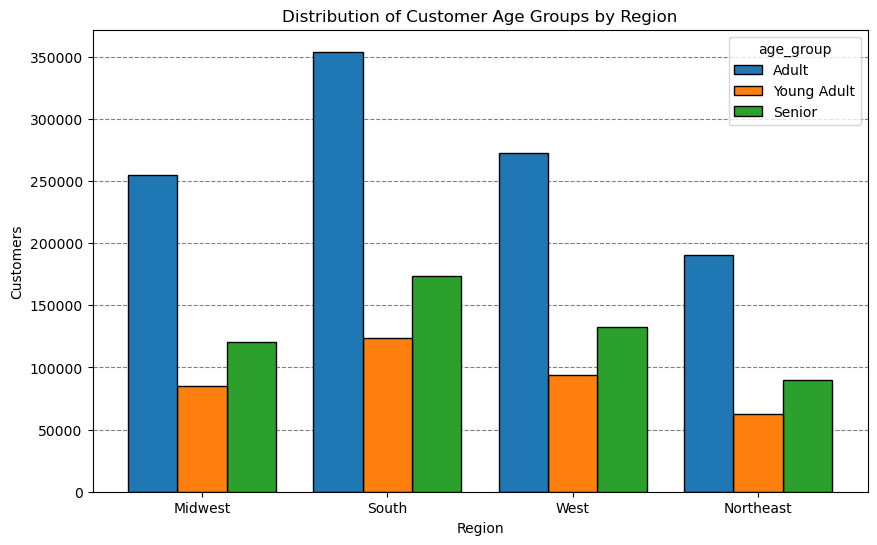 Distribution of Customer Age Groups by Region
age_group
Adult
Young Adult
Senior
Customers
350000
300000
250000
200000
150000
100000
50000
0
Midwest
South
West
Northeast
Region